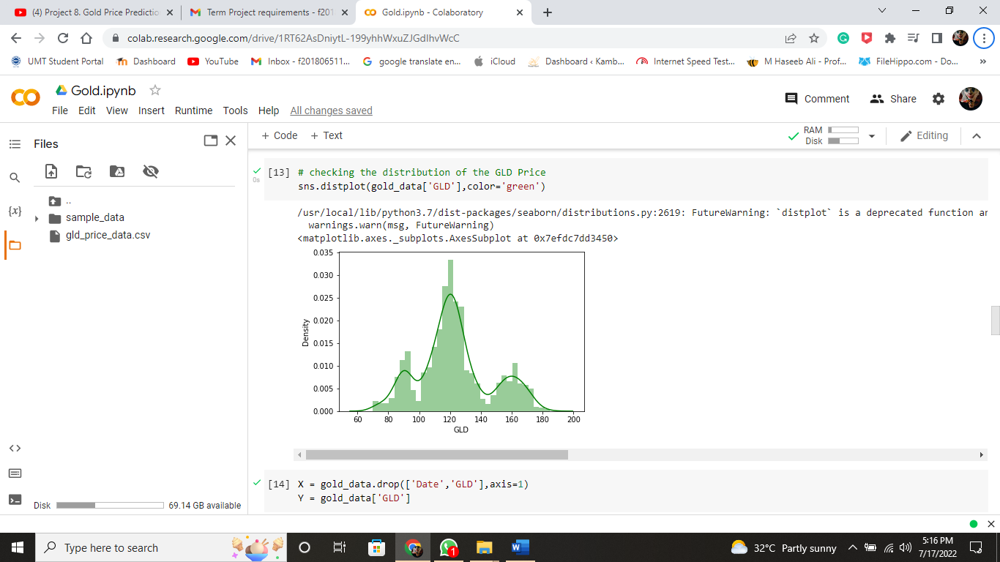 (4) Project 8. Gold Price Predictio
Term Project requirements - f201
Gold.ipynb - Colaboratory
colab.research.google.com/drive/1RT62AsDniytL-199yhhWxuZJGdIhvWcC
UMT Student Portal
Dashboard
YouTube
Inbox - f201806511...
google translate en...
iCloud
Dashboard ‹ Kamb...
Internet Speed Test...
M Haseeb Ali - Prof...
FileHippo.com - Do...
»
Gold.ipynb
Comment
Share
File Edit View Insert Runtime Tools Help All changes saved
Files
+ Code + Text
RAM
Disk
Editing
..
sample_data
gld_price_data.csv
{x}
<>
Disk 69.14 GB available
0s
[13] # checking the distribution of the GLD Price
sns.distplot(gold_data['GLD'],color='green')
/usr/local/lib/python3.7/dist-packages/seaborn/distributions.py:2619: FutureWarning: `distplot` is a deprecated function an
warnings.warn(msg, FutureWarning)
<matplotlib.axes._subplots.AxesSubplot at 0x7efdc7dd3450>
0.035
0.030
0.025
0.020
0.015
0.010
0.005
0.000
Density
60 80 100 120 140 160 180 200
GLD
[14] X = gold_data.drop(['Date','GLD'],axis=1)
Y = gold_data['GLD']
Type here to search
1
32°C Partly sunny
5:16 PM
7/17/2022